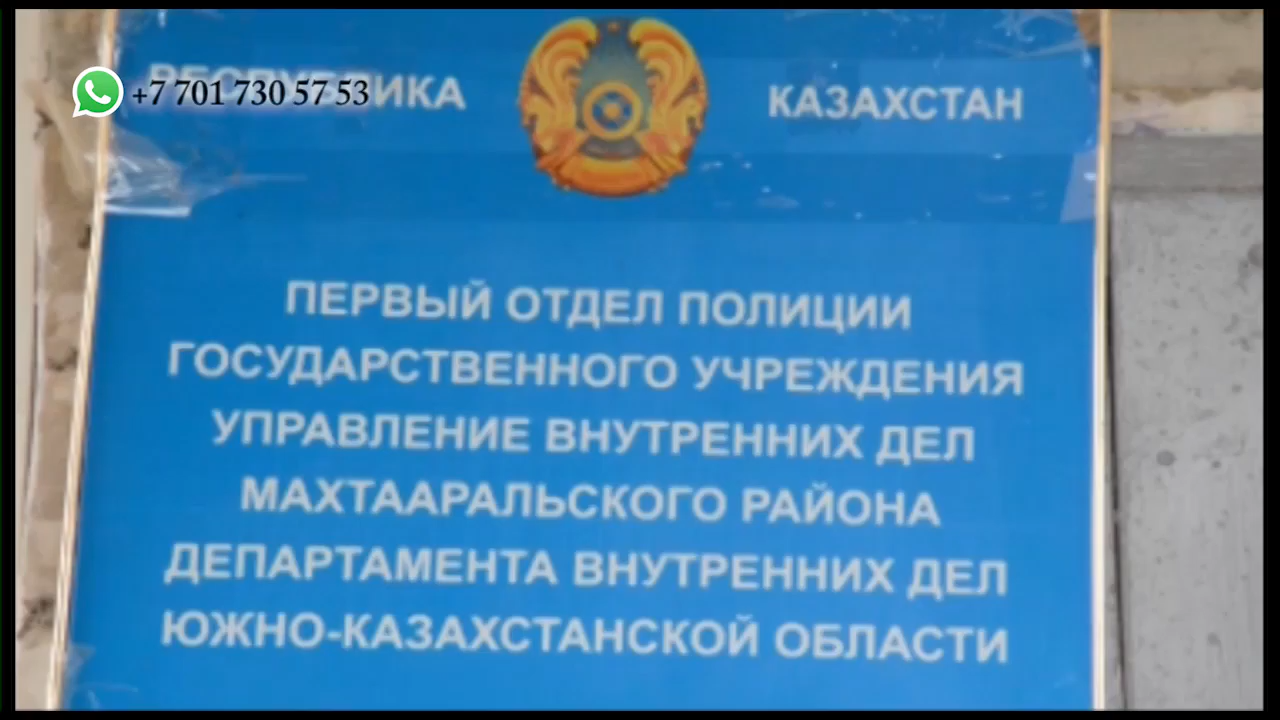 +7 701 730 57 53
РЕСПУБЛИКА КАЗАХСТАН
ПЕРВЫЙ ОТДЕЛ ПОЛИЦИИ
ГОСУДАРСТВЕННОГО УЧРЕЖДЕНИЯ
УПРАВЛЕНИЕ ВНУТРЕННИХ ДЕЛ
МАХТААРАЛЬСКОГО РАЙОНА
ДЕПАРТАМЕНТА ВНУТРЕННИХ ДЕЛ
ЮЖНО-КАЗАХСТАНСКОЙ ОБЛАСТИ